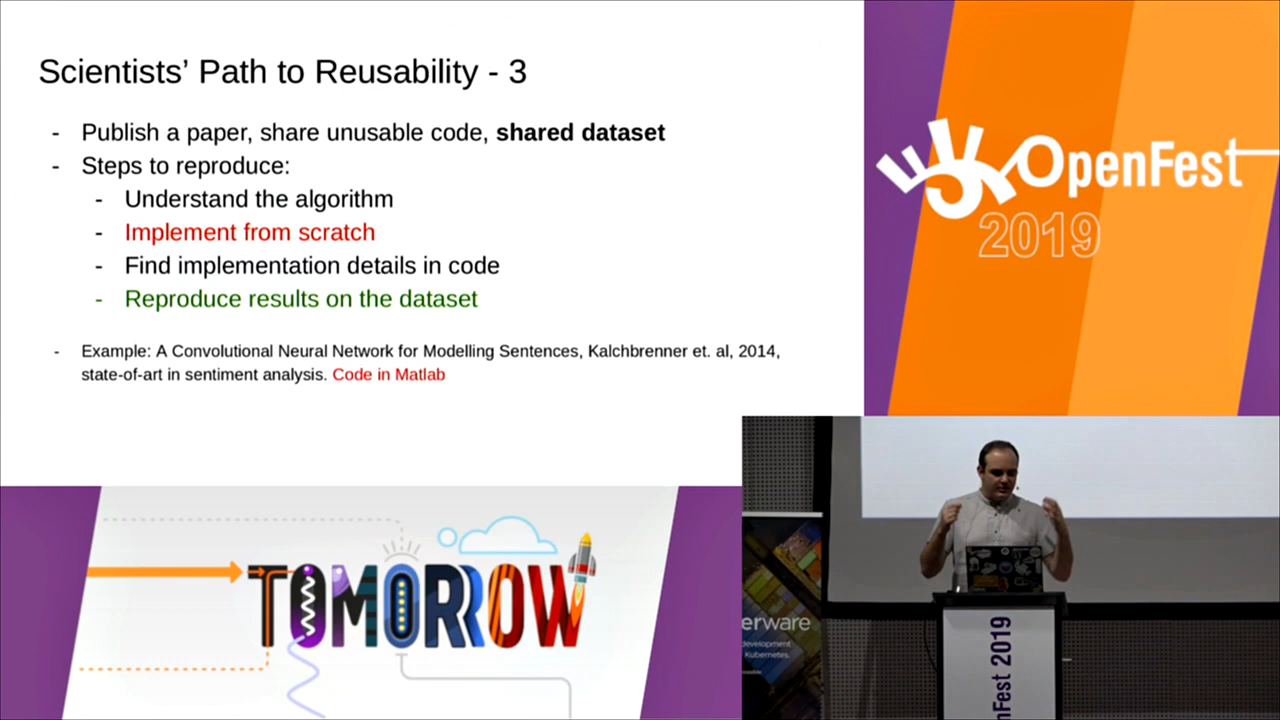 Scientists' Path to Reusability - 3
- Publish a paper, share unusable code, shared dataset
- Steps to reproduce:
- Understand the algorithm
- Implement from scratch
- Find implementation details in code
- Reproduce results on the dataset
- Example: A Convolutional Neural Network for Modelling Sentences, Kalchbrenner et. al, 2014,
state-of-art in sentiment analysis. Code in Matlab
OpenFest
2019
TOMORROW
erware
development
Kubernetes.
nFest 2019